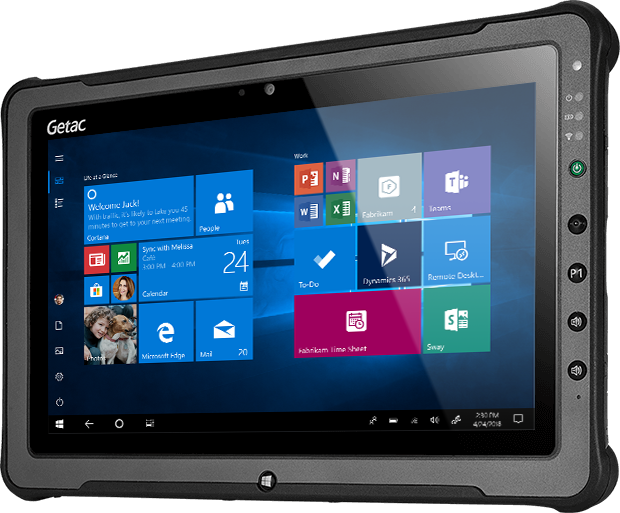 Getac
Life at a Glance
Welcome Jack!
With traffic, it's likely to take 45
minutes to get to your next meeting.
Cortana
People
Sync with Melissa
Café
3:00 PM - 4:00 PM
Tues
24
Calendar
Photos
Microsoft Edge
Mail
20
Work
P
N
W
X
Fabrikam
4
Teams
To-Do
Dynamics 365
Remote Deskt...
Fabrikam Time Sheet
Sway
2:30 PM
4/24/2018
P1